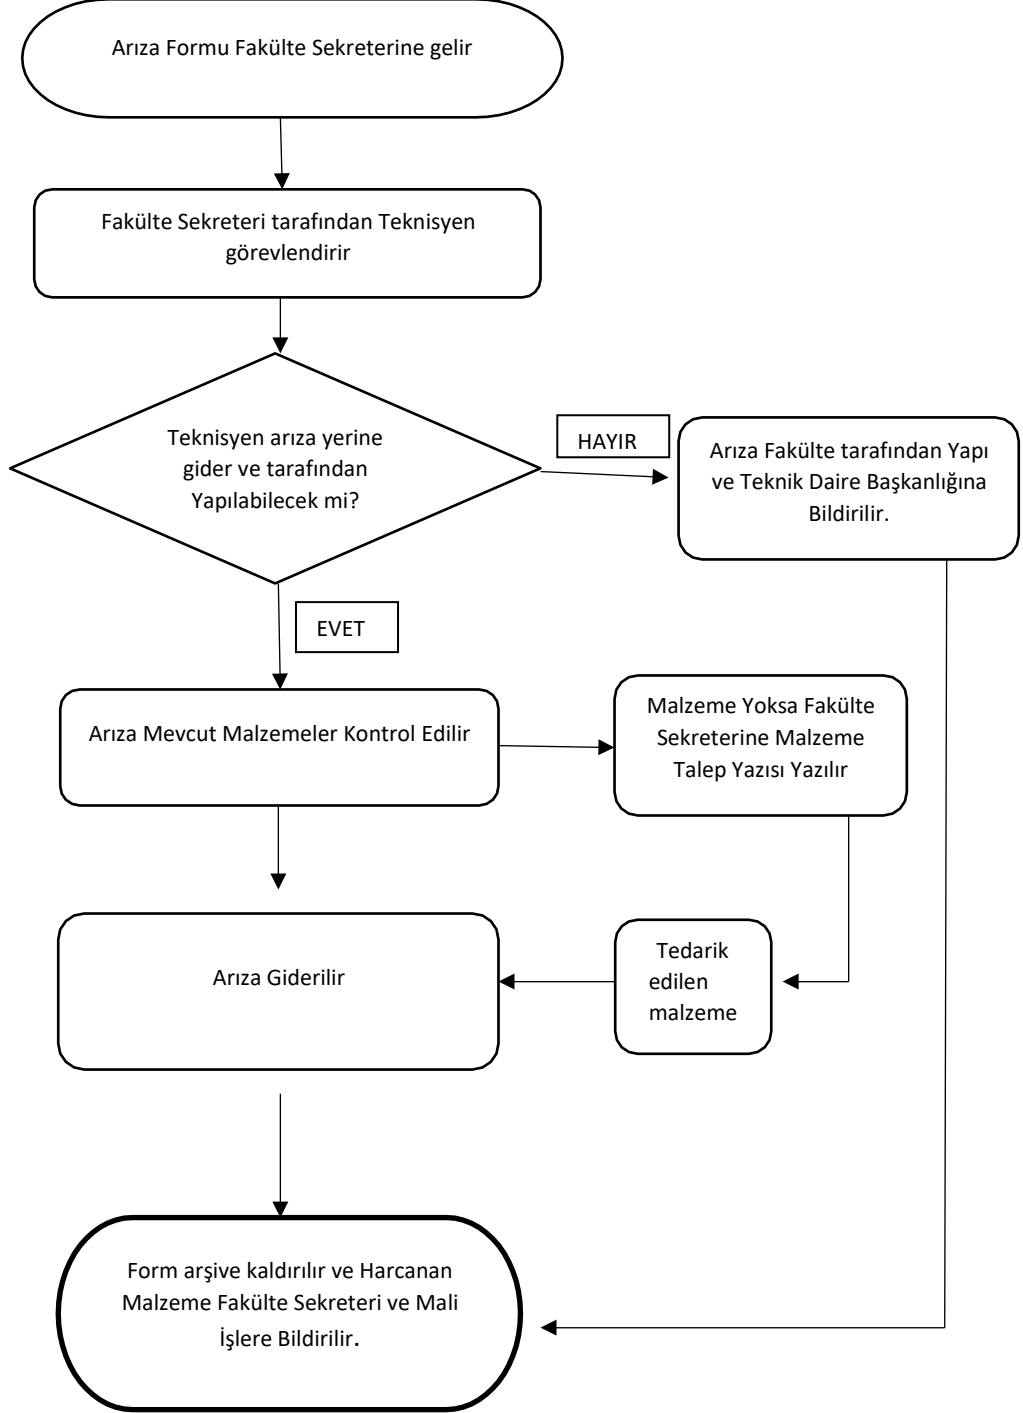 Arıza Formu Fakülte Sekreterine gelir
Fakülte Sekreteri tarafından Teknisyen
görevlendirir
Teknisyen arıza yerine
gider ve tarafından
Yapılabilecek mi?
HAYIR
Arıza Fakülte tarafından Yapı
ve Teknik Daire Başkanlığına
Bildirilir.
EVET
Arıza Mevcut Malzemeler Kontrol Edilir
Malzeme Yoksa Fakülte
Sekreterine Malzeme
Talep Yazısı Yazılır
Arıza Giderilir
Tedarik
edilen
malzeme
Form arşive kaldırılır ve Harcanan
Malzeme Fakülte Sekreteri ve Mali
İşlere Bildirilir.